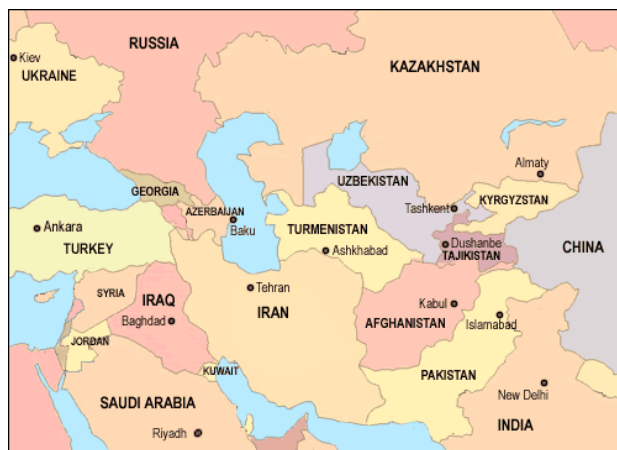 RUSSIA
Kiev
UKRAINE
KAZAKHSTAN
Almaty
UZBEKISTAN
GEORGIA
KYRGYZSTAN
Tashkent
AZERBAIJAN
Baku
Ankara
TURKEY
TURMENISTAN
Ashkhabad
Dushanbe
TAJIKISTAN
CHINA
Tehran
SYRIA
IRAQ
Baghdad
IRAN
Kabul
AFGHANISTAN
Islamabad
JORDAN
KUWAIT
PAKISTAN
New Delhi
SAUDI ARABIA
INDIA
Riyadh